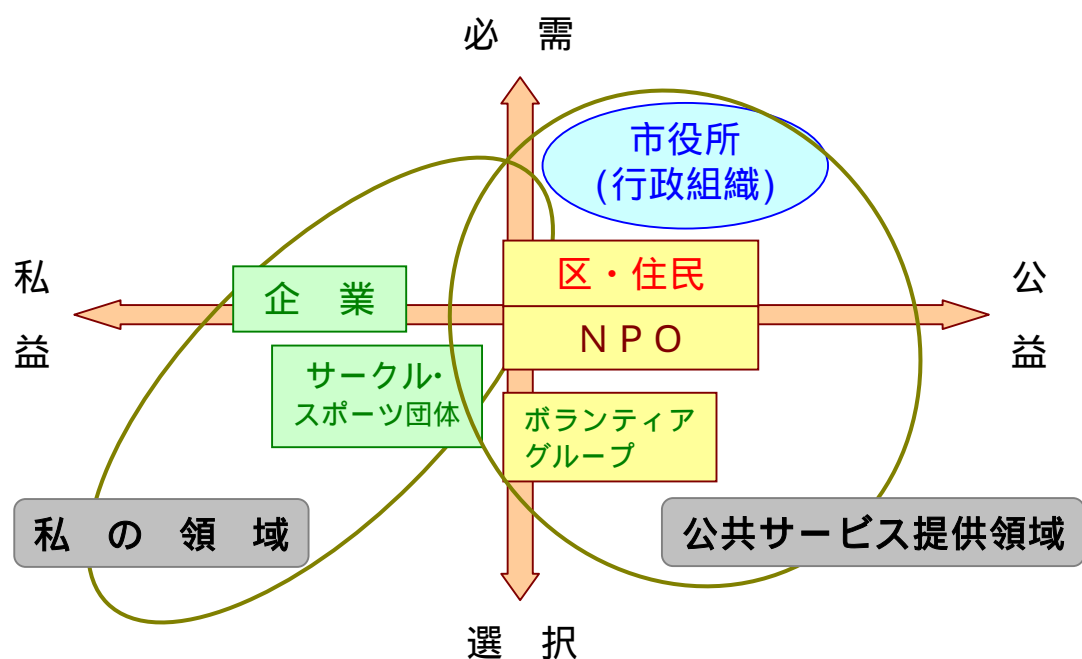 必 需
市役所
(行政組織)
私
益
企 業
区・住民
NPO
公
益
サークル・
スポーツ団体
ボランティア
グループ
私 の 領 域
公共サービス提供領域
選 択